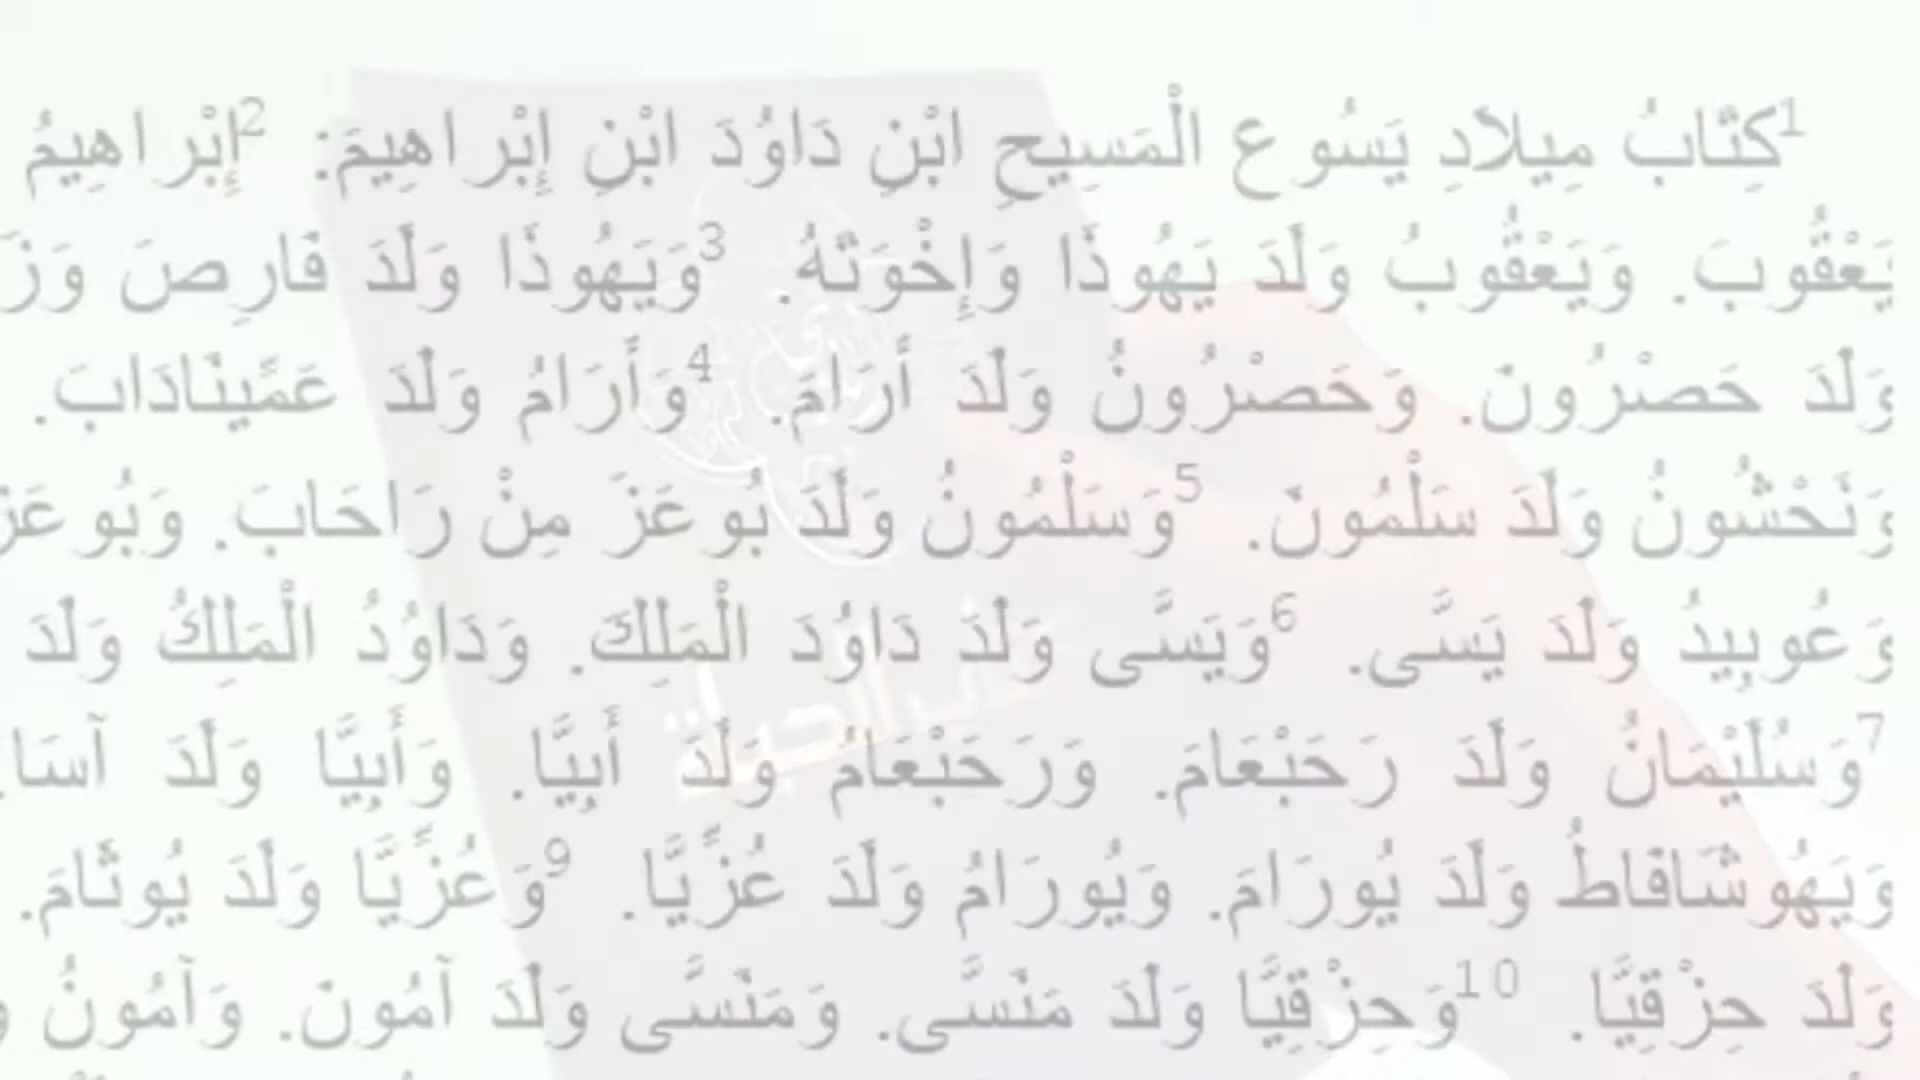 1كِتَابُ مِيلاَدِ يَسُوعَ الْمَسِيحِ ابْنِ دَاوُدَ ابْنِ إِبْراهِيمَ: 2إِبْراهِيمُ
يَعْقُوبَ. وَيَعْقُوبُ وَلَدَ يَهُوذَا وَإِخْوَتَهُ. 3وَيَهُوذَا وَلَدَ فَارِصَ
وَلَدَ حَصْرُونَ. وَحَصْرُونُ وَلَدَ أَرَامَ. 4وَأَرَامُ وَلَدَ عَمِّينَادَابَ.
وَنَحْشُونُ وَلَدَ سَلْمُونَ. 5وَسَلْمُونُ وَلَدَ بُوعَزَ مِنْ رَاحَابَ. وَبُوعَزُ
وَعُوبِيدُ وَلَدَ يَسَّى. 6وَيَسَّى وَلَدَ دَاوُدَ الْمَلِكَ. وَدَاوُدُ الْمَلِكُ وَلَدَ
7وَسُلَيْمَانُ وَلَدَ رَحَبْعَامَ. وَرَحَبْعَامُ وَلَدَ أَبِيَّا. وَأَبِيَّا وَلَدَ آسَا.
وَيَهُوشَافَاطُ وَلَدَ يُورَامَ. وَيُورَامُ وَلَدَ عُزِّيَّا. 9وَعُزِّيَّا وَلَدَ يُوثَامَ.
وَلَدَ حِزْقِيَّا. 10وَحِزْقِيَّا وَلَدَ مَنَسَّى. وَمَنَسَّى وَلَدَ آمُونَ. وَآمُونُ